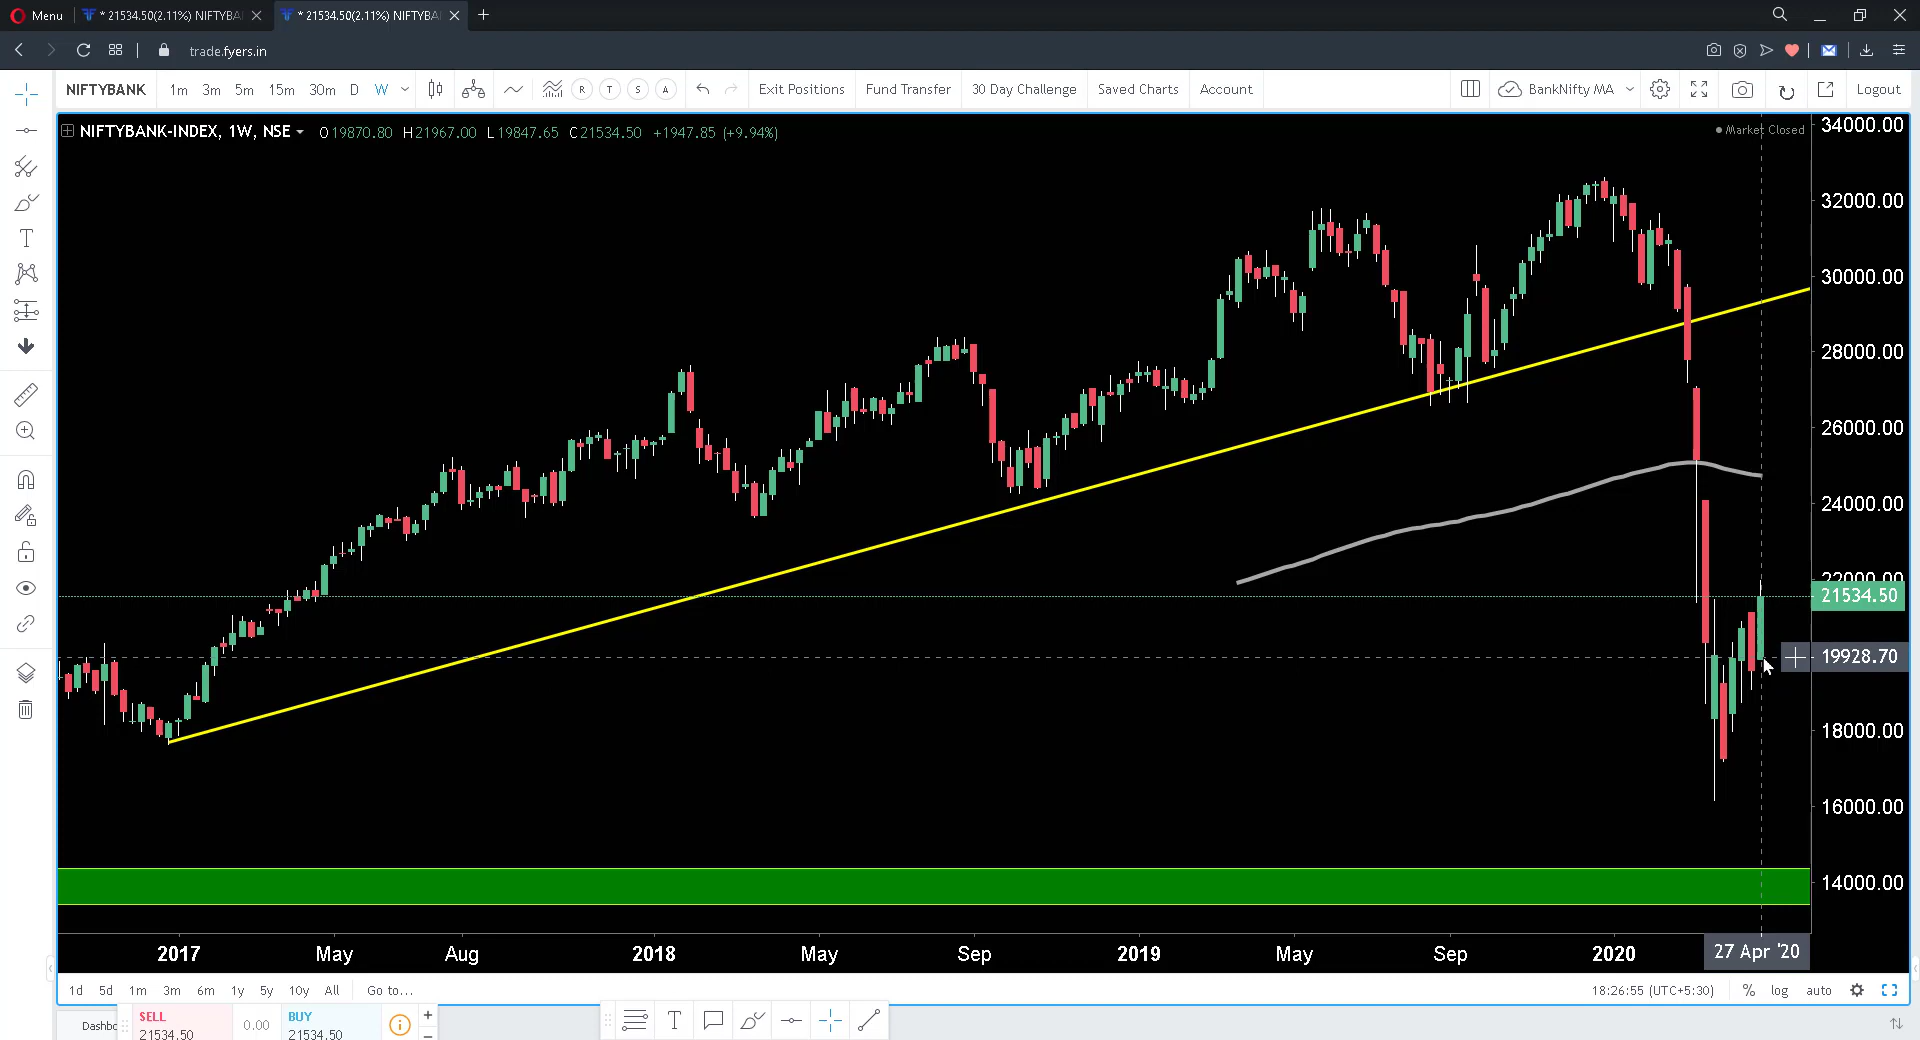 Menu
* 21534.50(2.11%) NIFTYBA
* 21534.50(2.11%) NIFTYBA
trade.fyers.in
NIFTYBANK 1m 3m 5m 15m 30m D W R T S A Exit Positions Fund Transfer 30 Day Challenge Saved Charts Account BankNifty MA Logout
NIFTYBANK-INDEX, 1W, NSE O19870.80 H21967.00 L19847.65 C21534.50 +1947.85 (+9.94%)
Market Closed
34000.00
32000.00
30000.00
28000.00
26000.00
24000.00
22000.00
21534.50
19928.70
18000.00
16000.00
14000.00
2017 May Aug 2018 May Sep 2019 May Sep 2020 27 Apr '20
1d 5d 1m 3m 6m 1y 5y 10y All Go to... 18:26:55 (UTC+5:30) % log auto
Dashbo
SELL
21534.50
0.00
BUY
21534.50